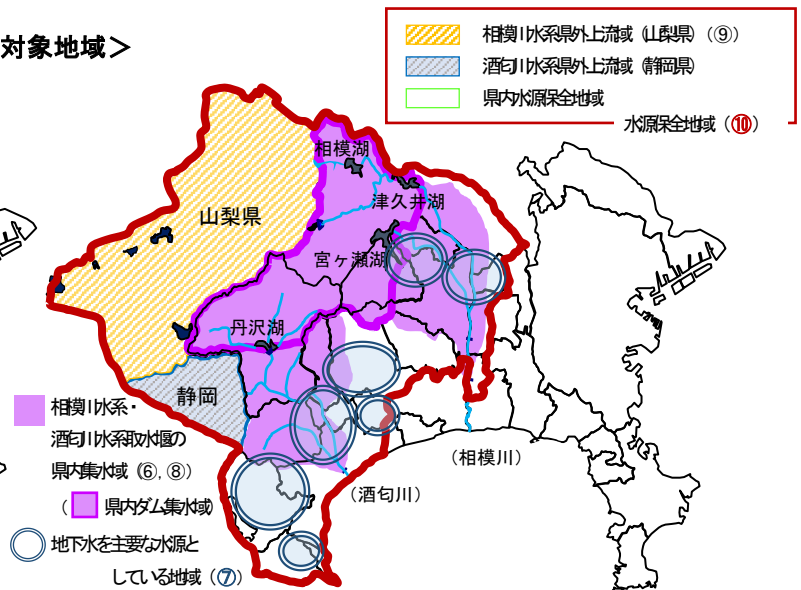 対象地域＞
相模川水系県外上流域（山梨県）（⑨）
酒匂川水系県外上流域（静岡県）
県内水源保全地域
水源保全地域（⑩）
相模湖
津久井湖
山梨県
宮ヶ瀬湖
丹沢湖
静岡
相模川水系・
酒匂川水系取水堰の
県内集水域（⑥，⑧）
（ 県内ダム集水域）
地下水を主要な水源と
している地域（⑦）
（相模川）
（酒匂川）